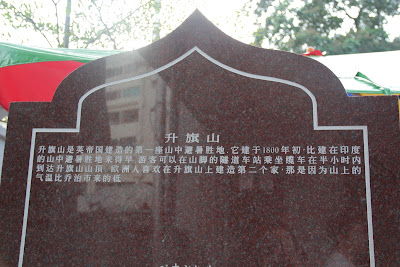 升旗山
升旗山是英帝国建造的第一座山中避暑胜地.它建于1800年初,比建在印度
的山中避暑胜地来得早.游客可以在山脚的隧道车站乘坐缆车在半小时内
到达升旗山山顶.欧洲人喜欢在升旗山上建造第二个家,那是因为山上的
气温比乔治市来的低.